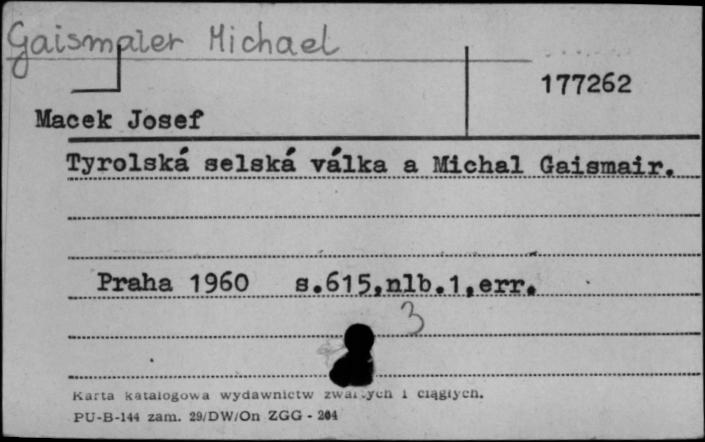 Gaismaier Michael
177262
Macek Josef
Tyrolská selská válka a Michal Gaismair.
Praha 1960 s.615,nlb.1,err.
3
Karta katalogowa wydawnictw zwartych i ciągłych.
PU-B-144 zam. 29/DW/On ZGG - 204